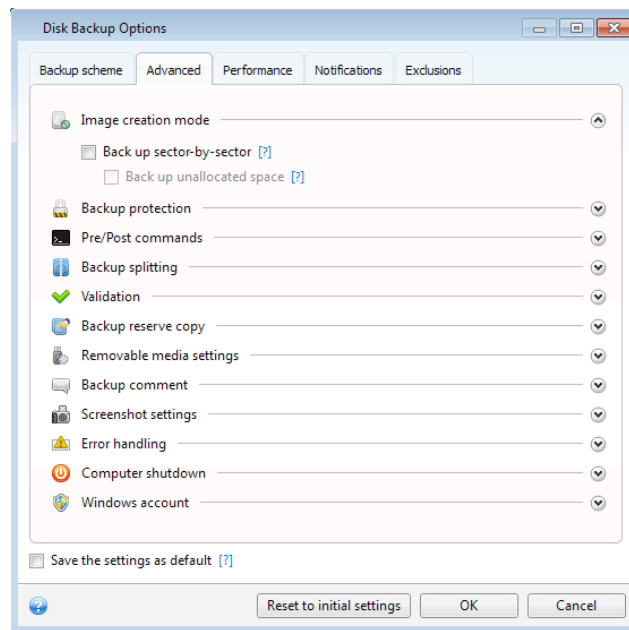 Disk Backup Options
Backup scheme Advanced Performance Notifications Exclusions
Image creation mode
Back up sector-by-sector [?]
Back up unallocated space [?]
Backup protection
Pre/Post commands
Backup splitting
Validation
Backup reserve copy
Removable media settings
Backup comment
Screenshot settings
Error handling
Computer shutdown
Windows account
Save the settings as default [?]
Reset to initial settings OK Cancel